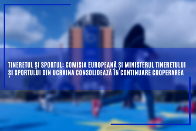 TINERETUL ȘI SPORTUL: COMISIA EUROPEANĂ ȘI MINISTERUL TINERETULUI
ȘI SPORTULUI DIN UCRAINA CONSOLIDEAZĂ ÎN CONTINUARE COOPERAREA